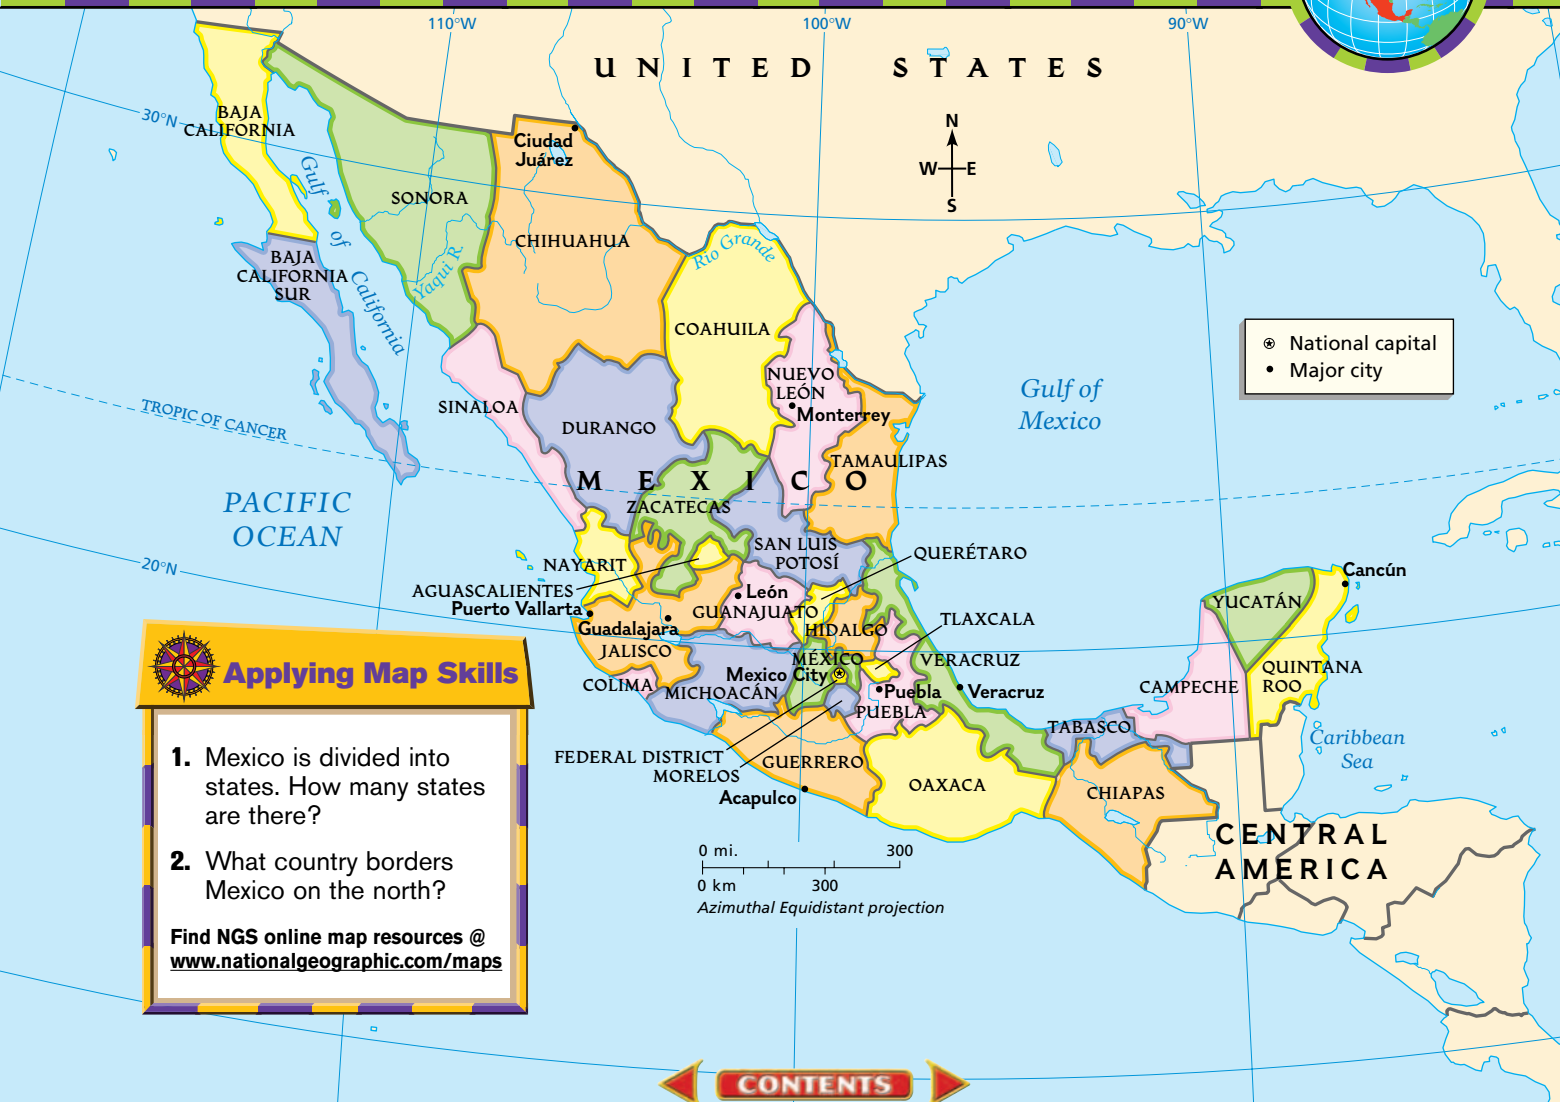 110°W
100°W
90°W
UNITED STATES
30°N
BAJA
CALIFORNIA
Ciudad
Juárez
N
W E
S
Gulf of California
SONORA
CHIHUAHUA
Rio Grande
BAJA
CALIFORNIA
SUR
Yaqui R.
COAHUILA
National capital
Major city
NUEVO
LEÓN
Monterrey
Gulf of
Mexico
SINALOA
TROPIC OF CANCER
DURANGO
TAMAULIPAS
MEXICO
PACIFIC
OCEAN
ZACATECAS
SAN LUIS
POTOSÍ
QUERÉTARO
20°N
NAYARIT
Cancún
AGUASCALIENTES
León
Puerto Vallarta
GUANAJUATO
YUCATÁN
Guadalajara
HIDALGO
TLAXCALA
JALISCO
MÉXICO
VERACRUZ
Mexico
City
QUINTANA
ROO
COLIMA
MICHOACÁN
Puebla
Veracruz
CAMPECHE
PUEBLA
TABASCO
Caribbean
Sea
FEDERAL DISTRICT
MORELOS
GUERRERO
OAXACA
CHIAPAS
Acapulco
CENTRAL
AMERICA
0 mi. 300
0 km 300
Azimuthal Equidistant projection
Applying Map Skills
1. Mexico is divided into
states. How many states
are there?
2. What country borders
Mexico on the north?
Find NGS online map resources @
www.nationalgeographic.com/maps
CONTENTS